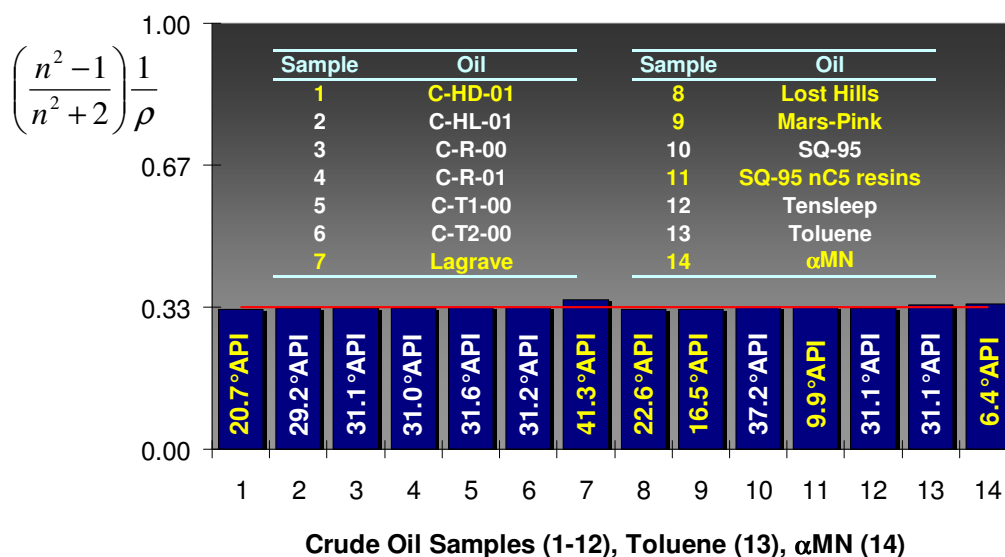 1.00
(n² − 1 / n² + 2) 1/ρ
Sample Oil Sample Oil
1 C-HD-01 8 Lost Hills
2 C-HL-01 9 Mars-Pink
3 C-R-00 10 SQ-95
0.67
4 C-R-01 11 SQ-95 nC5 resins
5 C-T1-00 12 Tensleep
6 C-T2-00 13 Toluene
7 Lagrave 14 αMN
0.33
20.7°API 29.2°API 31.1°API 31.0°API 31.6°API 31.2°API 41.3°API 22.6°API 16.5°API 37.2°API 9.9°API 31.1°API 31.1°API 6.4°API
0.00
1 2 3 4 5 6 7 8 9 10 11 12 13 14
Crude Oil Samples (1-12), Toluene (13), αMN (14)